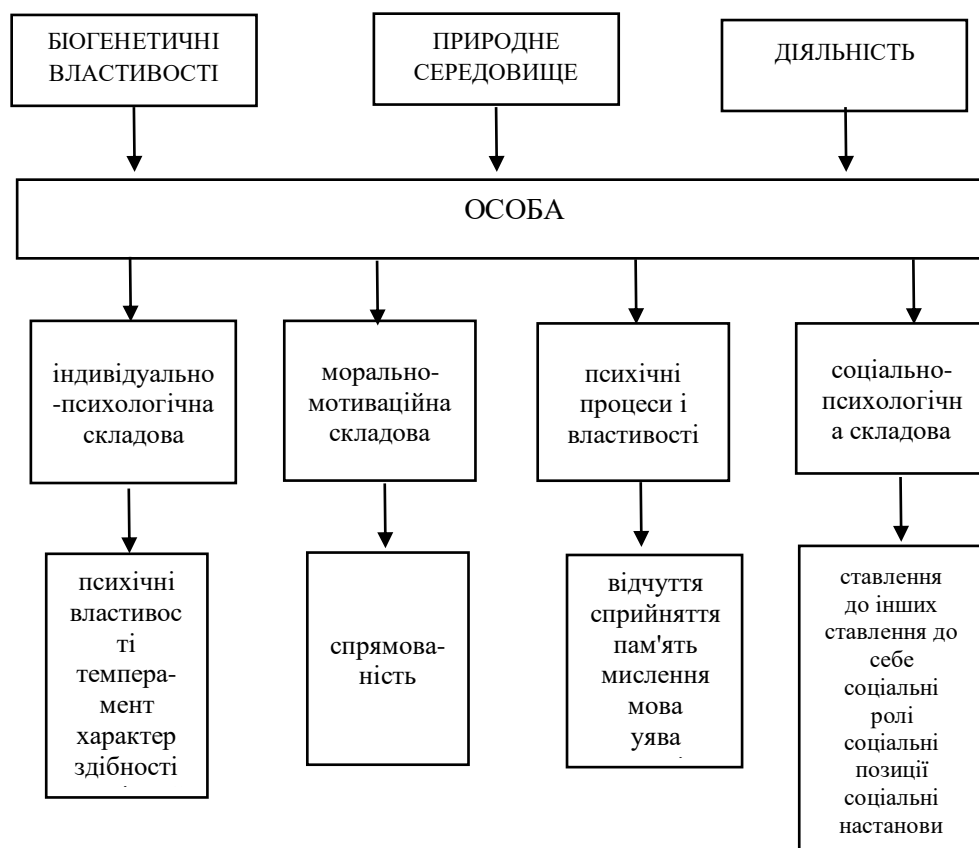 БІОГЕНЕТИЧНІ
ВЛАСТИВОСТІ
ПРИРОДНЕ
СЕРЕДОВИЩЕ
ДІЯЛЬНІСТЬ
ОСОБА
індивідуально
-психологічна
складова
морально-
мотиваційна
складова
психічні
процеси і
властивості
соціально-
психологічн
а складова
психічні
властивос
ті
темпера-
мент
характер
здібності
спрямова-
ність
відчуття
сприйняття
пам'ять
мислення
мова
уява
ставлення
до інших
ставлення до
себе
соціальні
ролі
соціальні
позиції
соціальні
настанови